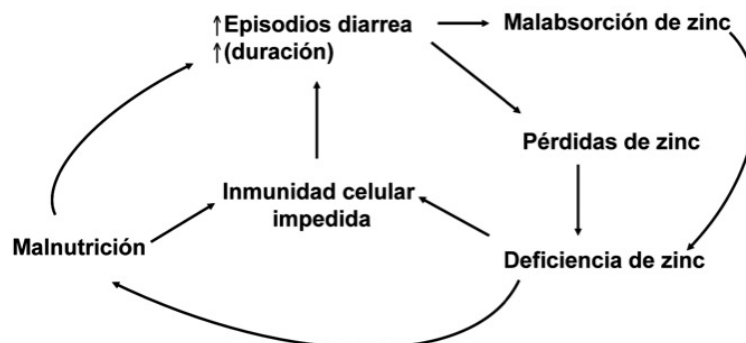 ↑Episodios diarrea
↑(duración)
Malabsorción de zinc
Pérdidas de zinc
Inmunidad celular
impedida
Malnutrición
Deficiencia de zinc